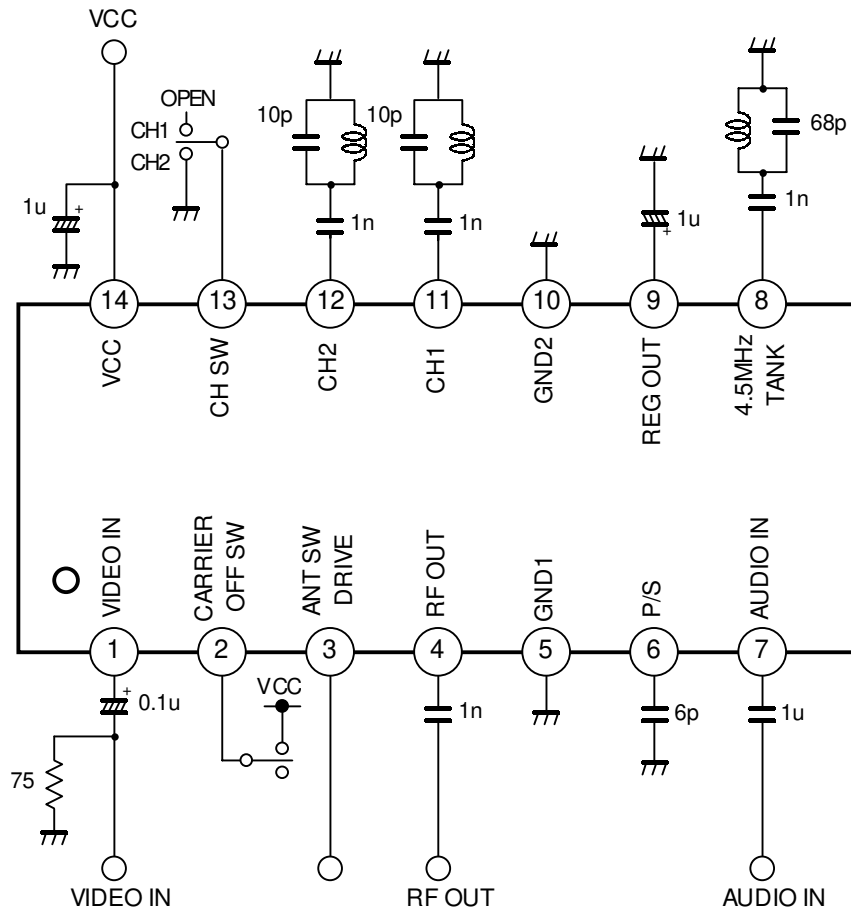 VCC
OPEN
CH1
CH2
10p
10p
68p
1u
+
1n
1n
1u
+
1n
14
13
12
11
10
9
8
VCC
CH SW
CH2
CH1
GND2
REG OUT
4.5MHz
TANK
VIDEO IN
CARRIER
OFF SW
ANT SW
DRIVE
RF OUT
GND1
P/S
AUDIO IN
1
2
3
4
5
6
7
+
0.1u
VCC
1n
6p
1u
75
VIDEO IN
RF OUT
AUDIO IN